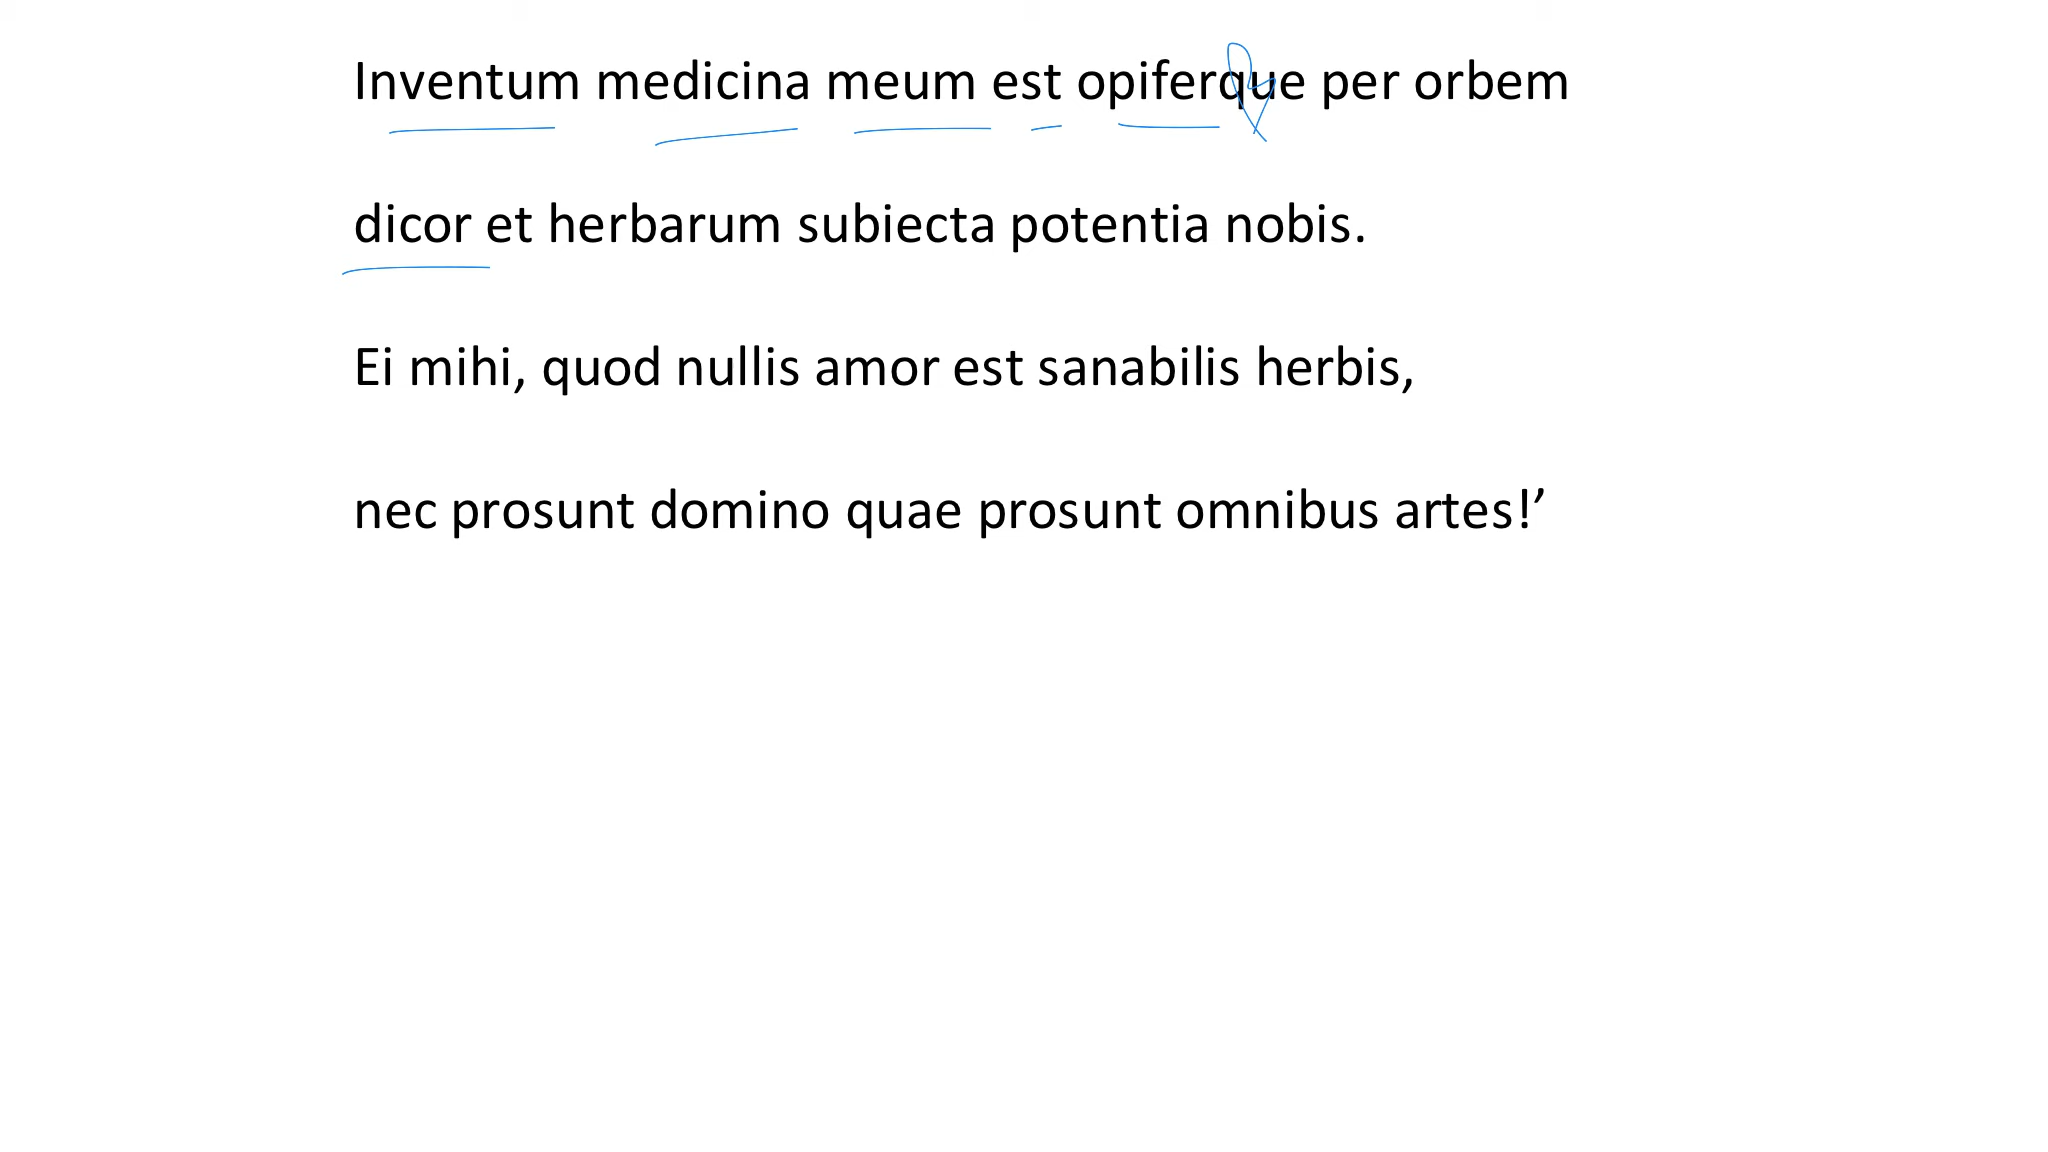 Inventum medicina meum est opiferque per orbem
dicor et herbarum subiecta potentia nobis.
Ei mihi, quod nullis amor est sanabilis herbis,
nec prosunt domino quae prosunt omnibus artes!’